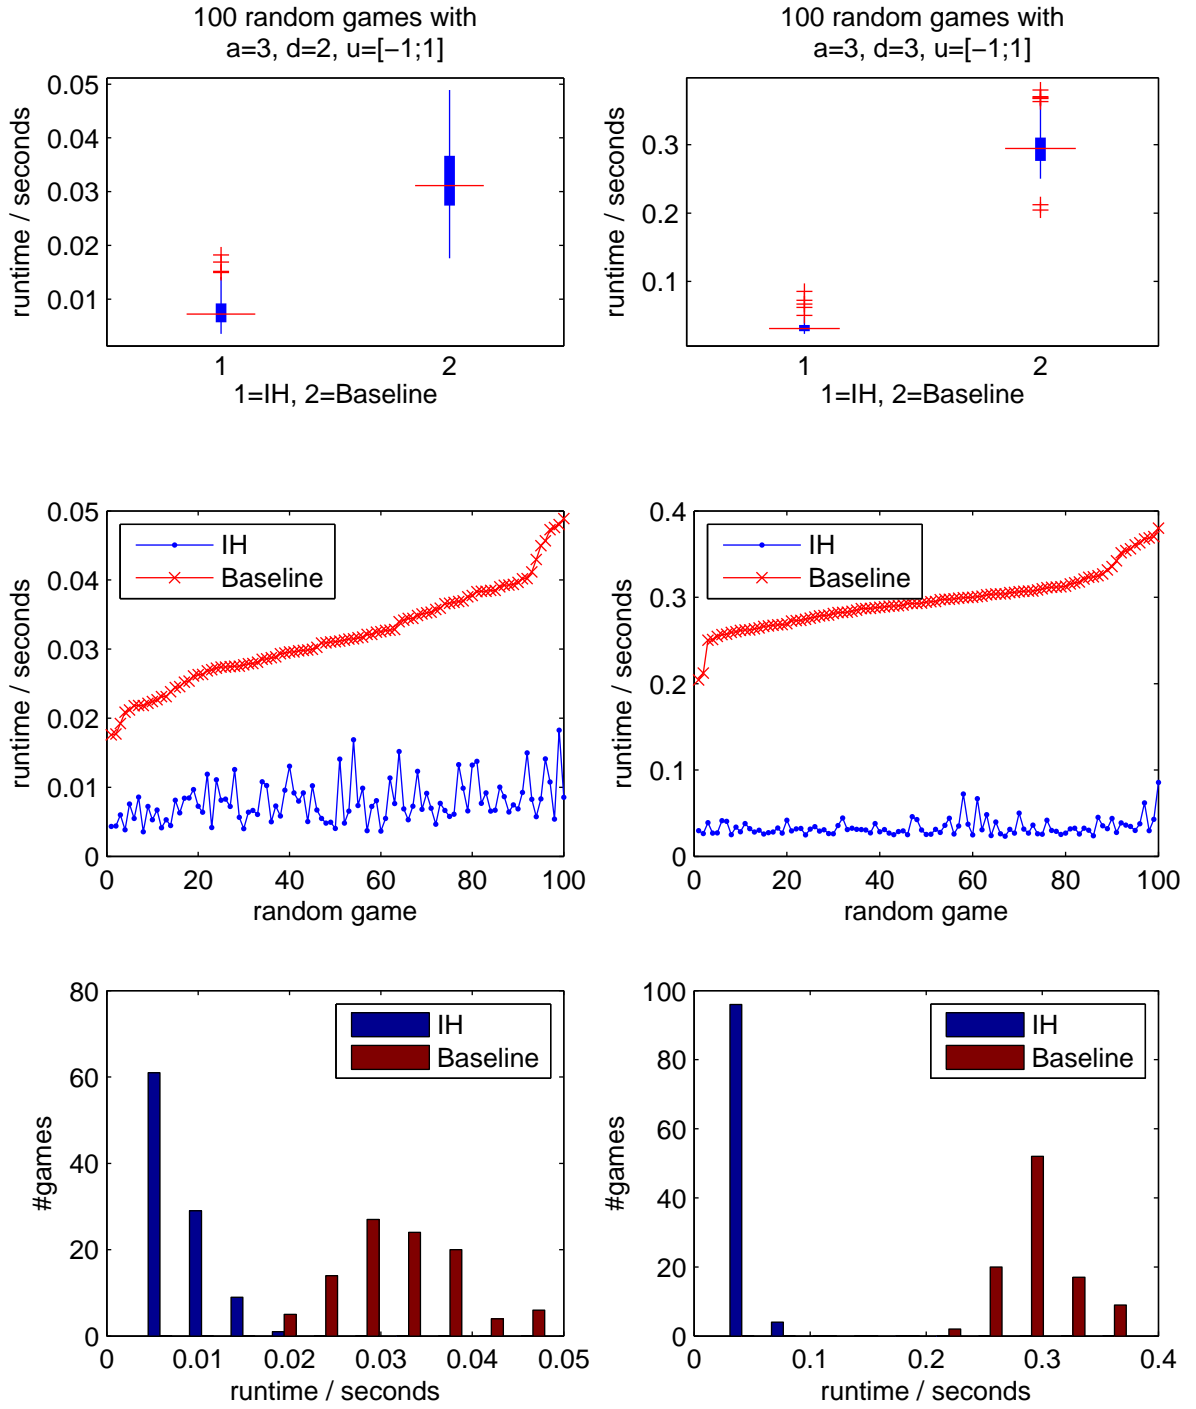 100 random games with
a=3, d=2, u=[−1;1]
0.05
0.04
0.03
0.02
0.01
runtime / seconds
1
2
1=IH, 2=Baseline
100 random games with
a=3, d=3, u=[−1;1]
0.3
0.2
0.1
runtime / seconds
1
2
1=IH, 2=Baseline
0.05
0.04
0.03
0.02
0.01
0
runtime / seconds
IH
Baseline
0
20
40
60
80
100
random game
0.4
0.3
0.2
0.1
0
runtime / seconds
IH
Baseline
0
20
40
60
80
100
random game
80
60
40
20
0
#games
IH
Baseline
0
0.01
0.02
0.03
0.04
0.05
runtime / seconds
100
80
60
40
20
0
#games
IH
Baseline
0
0.1
0.2
0.3
0.4
runtime / seconds